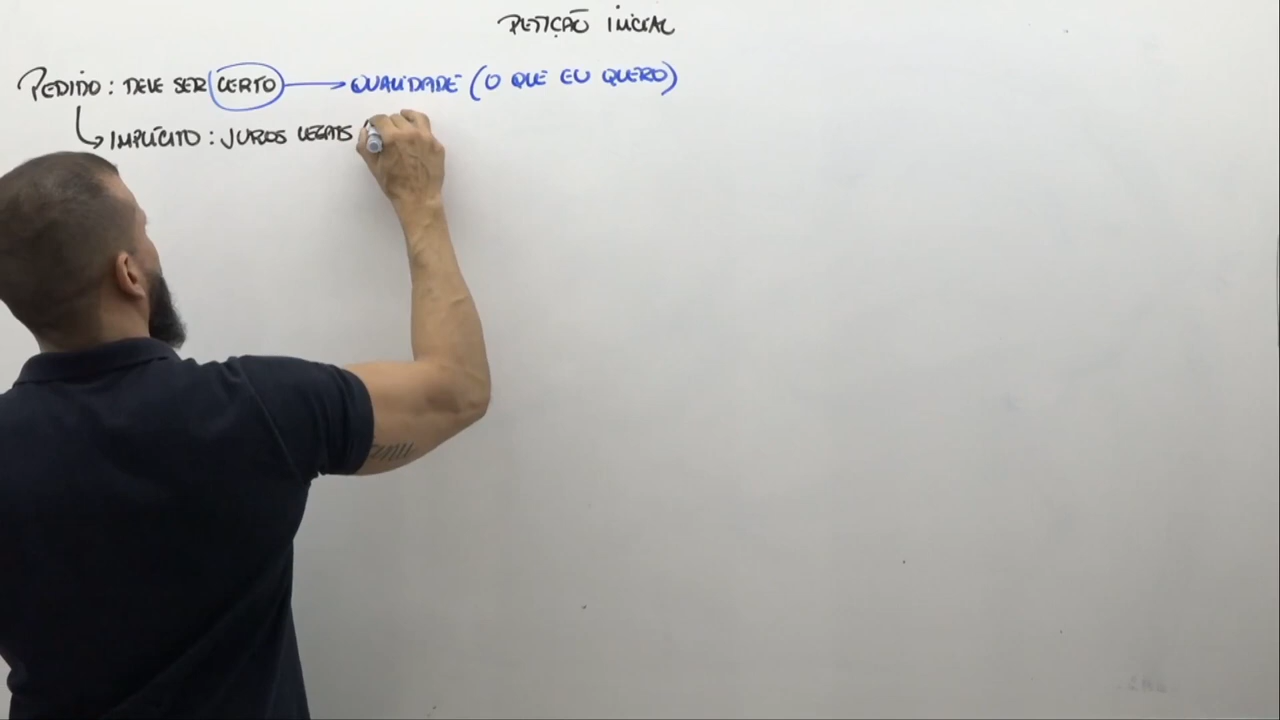 PETIÇÃO INICIAL
PEDIDO: DEVE SER CERTO → QUALIDADE (O QUE EU QUERO)
IMPLÍCITO: JUROS LEGAIS